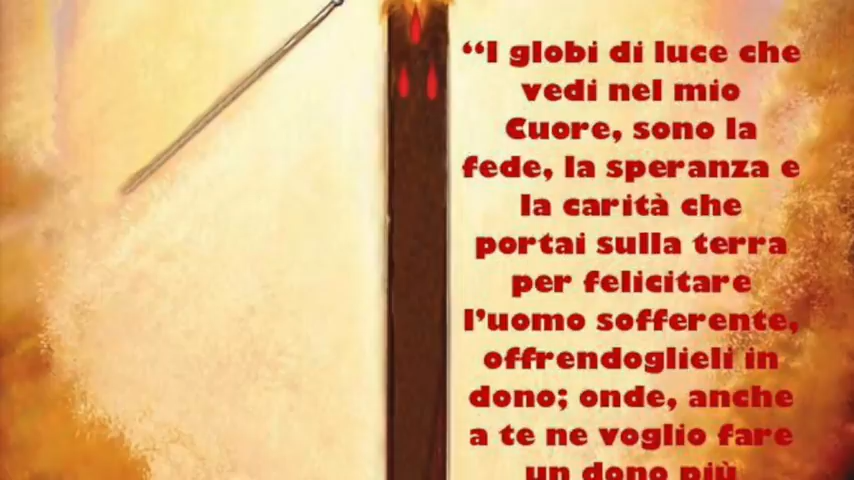 “I globi di luce che
vedi nel mio
Cuore, sono la
fede, la speranza e
la carità che
portai sulla terra
per felicitare
l’uomo sofferente,
offrendoglieli in
dono; onde, anche
a te ne voglio fare
un dono più